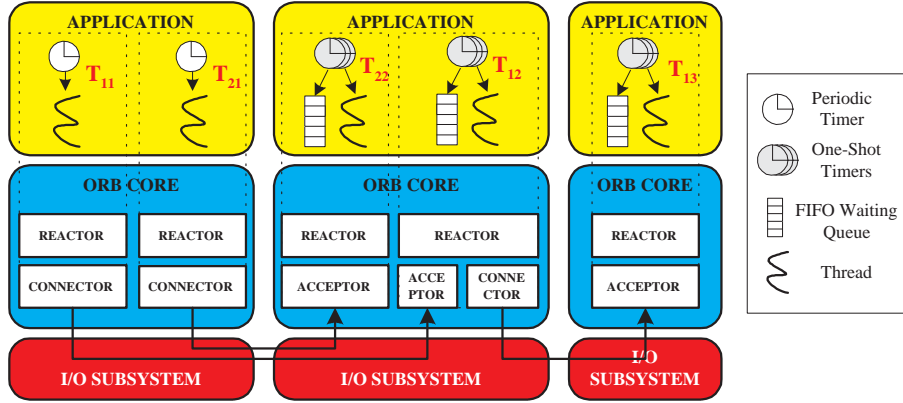 APPLICATION
T11
T21
APPLICATION
T22
T12
APPLICATION
T13
ORB CORE
REACTOR
REACTOR
CONNECTOR
CONNECTOR
ORB CORE
REACTOR
REACTOR
ACCEPTOR
ACCE
PTOR
CONNE
CTOR
ORB CORE
REACTOR
ACCEPTOR
I/O SUBSYSTEM
I/O SUBSYSTEM
I/O
SUBSYSTEM
Periodic
Timer
One-Shot
Timers
FIFO Waiting
Queue
Thread